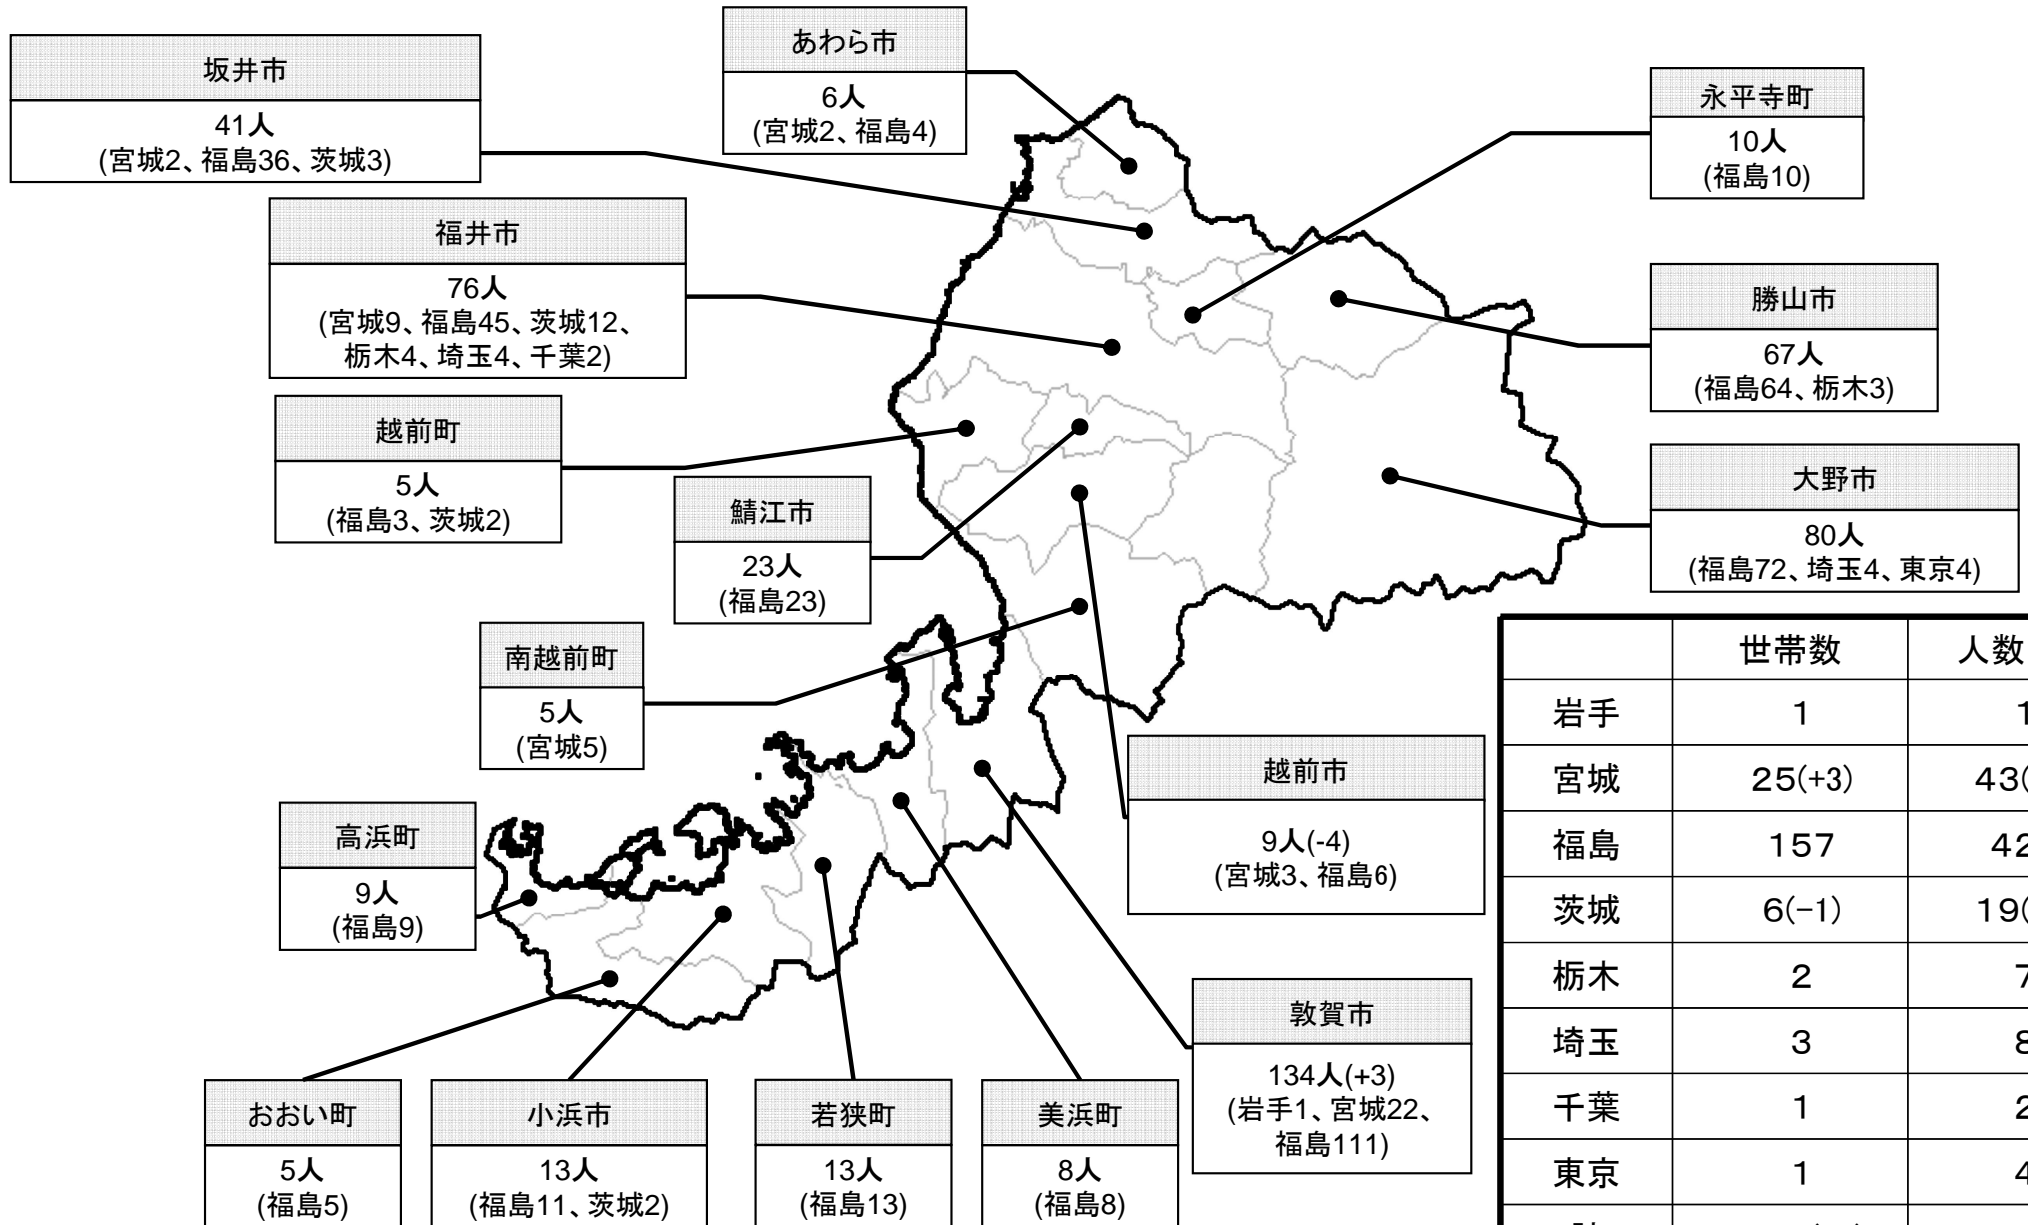 坂井市
41人
(宮城2、福島36、茨城3)
あわら市
6人
(宮城2、福島4)
永平寺町
10人
(福島10)
福井市
76人
(宮城9、福島45、茨城12、
栃木4、埼玉4、千葉2)
勝山市
67人
(福島64、栃木3)
越前町
5人
(福島3、茨城2)
鯖江市
23人
(福島23)
大野市
80人
(福島72、埼玉4、東京4)
南越前町
5人
(宮城5)
越前市
9人(-4)
(宮城3、福島6)
高浜町
9人
(福島9)
敦賀市
134人(+3)
(岩手1、宮城22、
福島111)
おおい町
5人
(福島5)
小浜市
13人
(福島11、茨城2)
若狭町
13人
(福島13)
美浜町
8人
(福島8)
世帯数 人数
岩手 1 1
宮城 25(+3) 43(
福島 157 42
茨城 6(-1) 19(
栃木 2 7
埼玉 3 8
千葉 1 2
東京 1 4